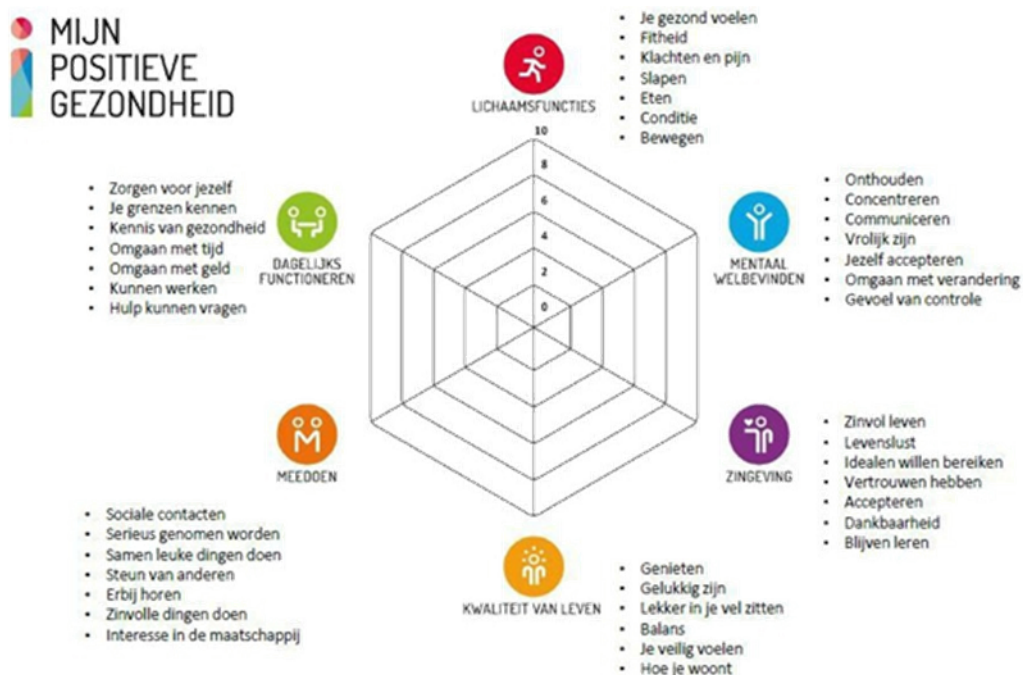 MIJN
POSITIEVE
GEZONDHEID
LICHAAMSFUNCTIES
• Je gezond voelen
• Fitheid
• Klachten en pijn
• Slapen
• Eten
• Conditie
• Bewegen
10
8
6
4
2
0
MENTAAL
WELBEVINDEN
• Onthouden
• Concentreren
• Communiceren
• Vrolijk zijn
• Jezelf accepteren
• Omgaan met verandering
• Gevoel van controle
ZINGEVING
• Zinvol leven
• Levenslust
• Idealen willen bereiken
• Vertrouwen hebben
• Accepteren
• Dankbaarheid
• Blijven leren
KWALITEIT VAN LEVEN
• Genieten
• Gelukkig zijn
• Lekker in je vel zitten
• Balans
• Je veilig voelen
• Hoe je woont
MEEDOEN
• Sociale contacten
• Serieus genomen worden
• Samen leuke dingen doen
• Steun van anderen
• Erbij horen
• Zinvolle dingen doen
• Interesse in de maatschappij
DAGELIJKS
FUNCTIONEREN
• Zorgen voor jezelf
• Je grenzen kennen
• Kennis van gezondheid
• Omgaan met tijd
• Omgaan met geld
• Kunnen werken
• Hulp kunnen vragen